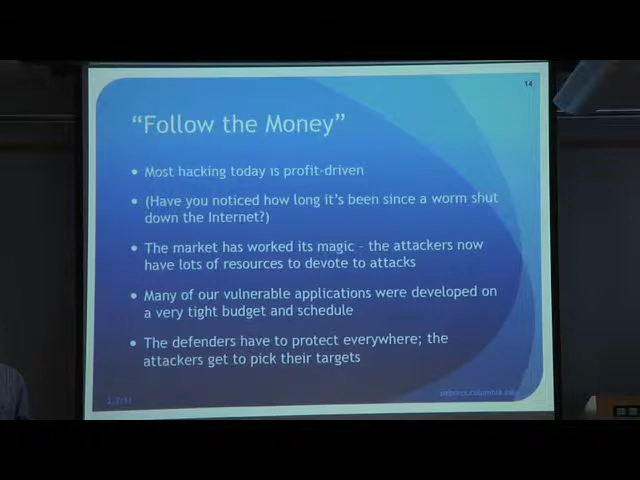 14
“Follow the Money”
• Most hacking today is profit-driven
• (Have you noticed how long it’s been since a worm shut
down the Internet?)
• The market has worked its magic – the attackers now
have lots of resources to devote to attacks
• Many of our vulnerable applications were developed on
a very tight budget and schedule
• The defenders have to protect everywhere; the
attackers get to pick their targets